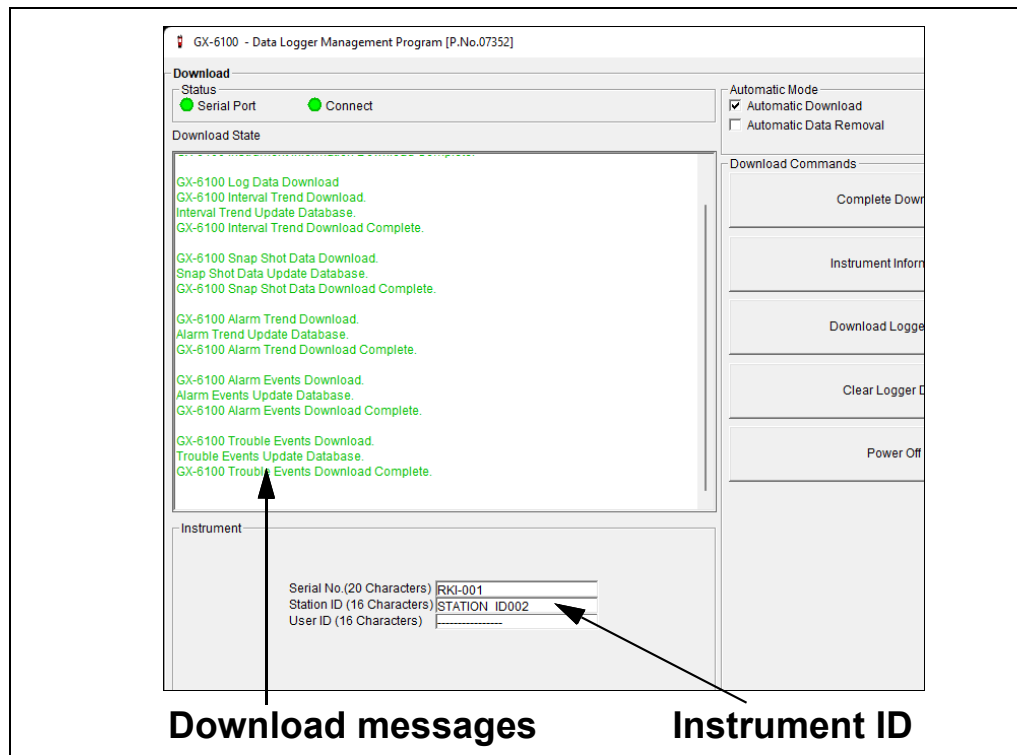 GX-6100 - Data Logger Management Program [P.No.07352]
Download
Status
Serial Port Connect
Download State
GX-6100 Log Data Download
GX-6100 Interval Trend Download.
Interval Trend Update Database.
GX-6100 Interval Trend Download Complete.
GX-6100 Snap Shot Data Download.
Snap Shot Data Update Database.
GX-6100 Snap Shot Data Download Complete.
GX-6100 Alarm Trend Download.
Alarm Trend Update Database.
GX-6100 Alarm Trend Download Complete.
GX-6100 Alarm Events Download.
Alarm Events Update Database.
GX-6100 Alarm Events Download Complete.
GX-6100 Trouble Events Download.
Trouble Events Update Database.
GX-6100 Trouble Events Download Complete.
Automatic Mode
Automatic Download
Automatic Data Removal
Download Commands
Complete Down
Instrument Inforn
Download Logge
Clear Logger D
Power Off
Instrument
Serial No.(20 Characters) RKI-001
Station ID (16 Characters) STATION ID002
User ID (16 Characters) ----------------
Download messages
Instrument ID